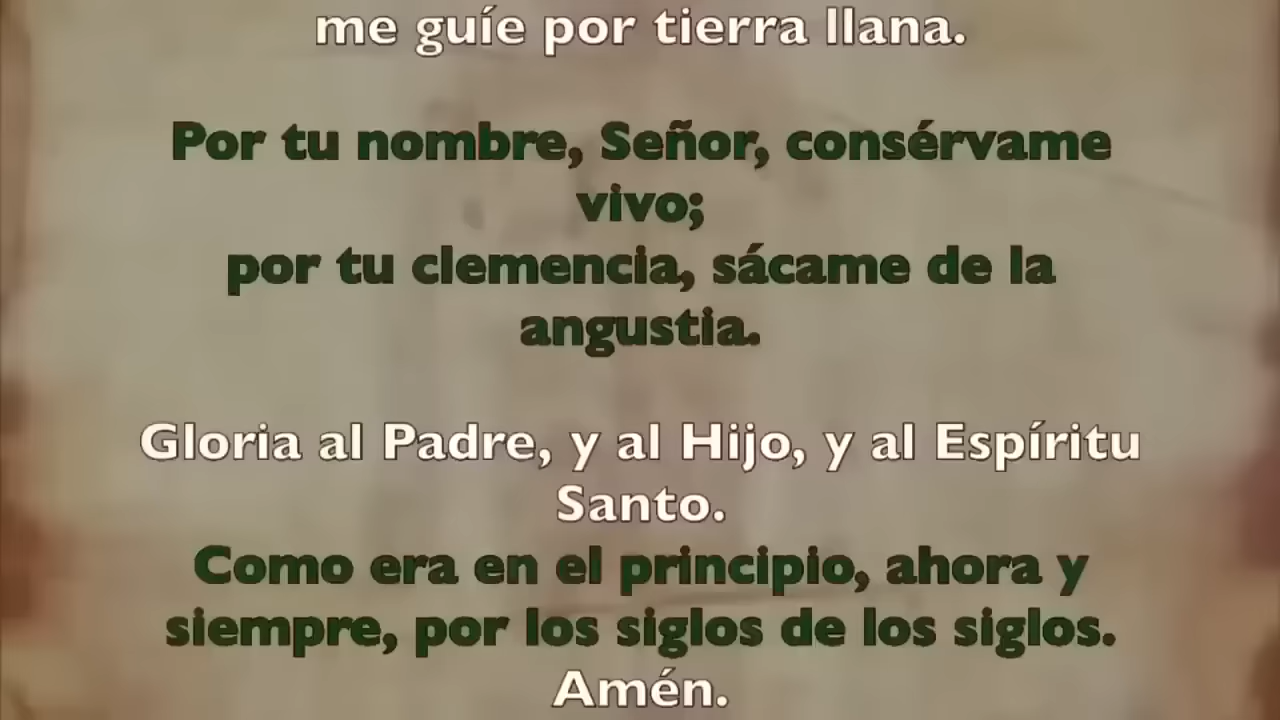 me guíe por tierra llana.
Por tu nombre, Señor, consérvame
vivo;
por tu clemencia, sácame de la
angustia.
Gloria al Padre, y al Hijo, y al Espíritu
Santo.
Como era en el principio, ahora y
siempre, por los siglos de los siglos.
Amén.